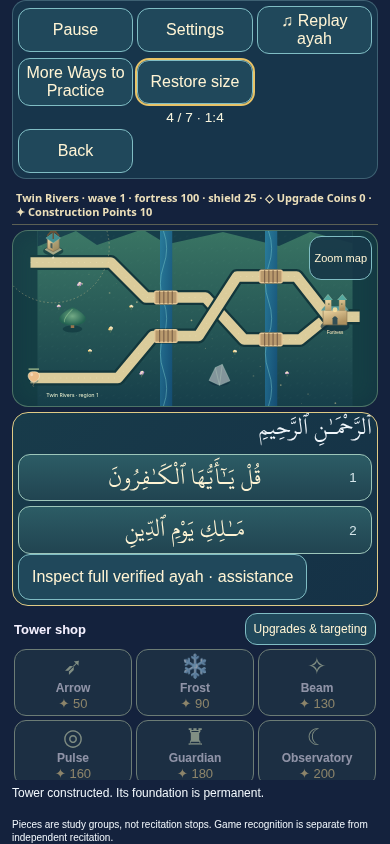 Pause
Settings
♫ Replay ayah
More Ways to Practice
Restore size
4 / 7 · 1:4
Back
Twin Rivers · wave 1 · fortress 100 · shield 25 · ◇ Upgrade Coins 0 · ✦ Construction Points 10
Zoom map
Fortress
Twin Rivers · region 1
ٱلرَّحْمَـٰنِ ٱلرَّحِيمِ
قُلْ يَـٰٓأَيُّهَا ٱلْكَـٰفِرُونَ 1
مَـٰلِكِ يَوْمِ ٱلدِّينِ 2
Inspect full verified ayah · assistance
Tower shop
Upgrades & targeting
➶ Arrow ✦ 50
❄ Frost ✦ 90
✧ Beam ✦ 130
◎ Pulse ✦ 160
♜ Guardian ✦ 180
☾ Observatory ✦ 200
Tower constructed. Its foundation is permanent.
Pieces are study groups, not recitation stops. Game recognition is separate from independent recitation.